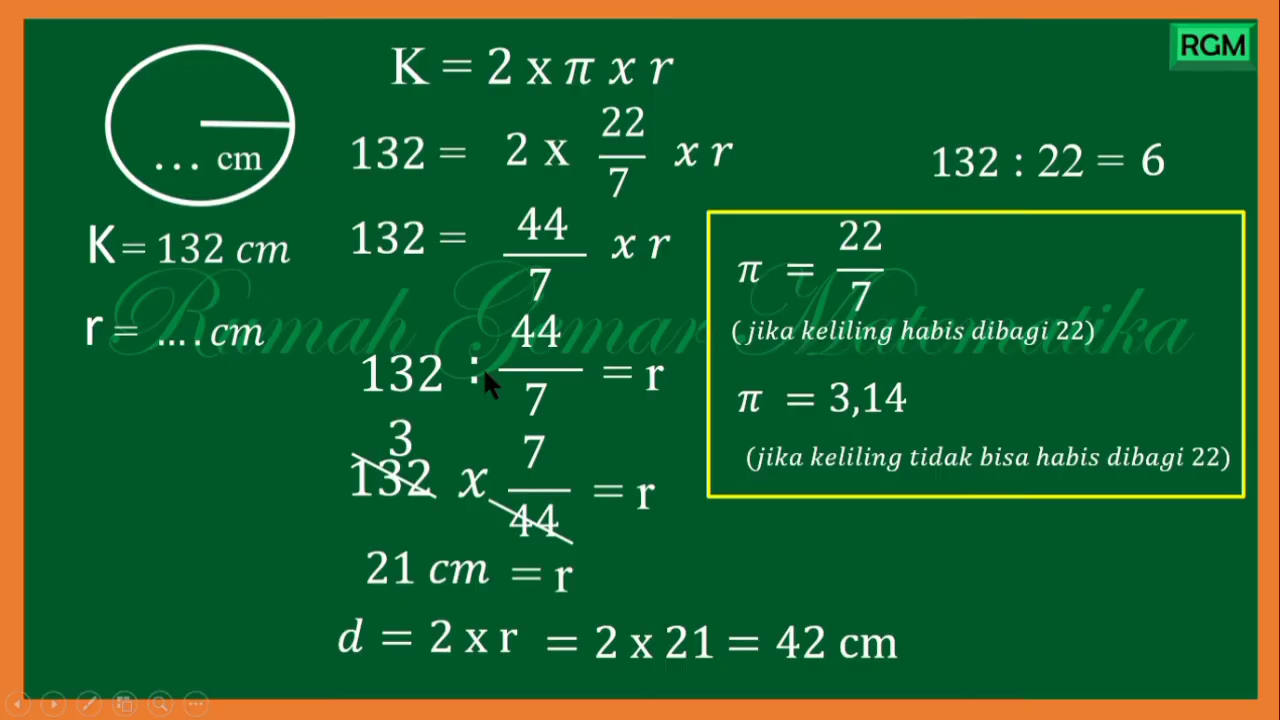 RGM
... cm
K = 132 cm
r = .... cm
K = 2 x π x r
132 = 2 x 22/7 x r
132 = 44/7 x r
132 : 44/7 = r
3
132 x 7/44 = r
21 cm = r
d = 2 x r = 2 x 21 = 42 cm
132 : 22 = 6
π = 22/7
( jika keliling habis dibagi 22)
π = 3,14
(jika keliling tidak bisa habis dibagi 22)
Rumah Gemar Matematika